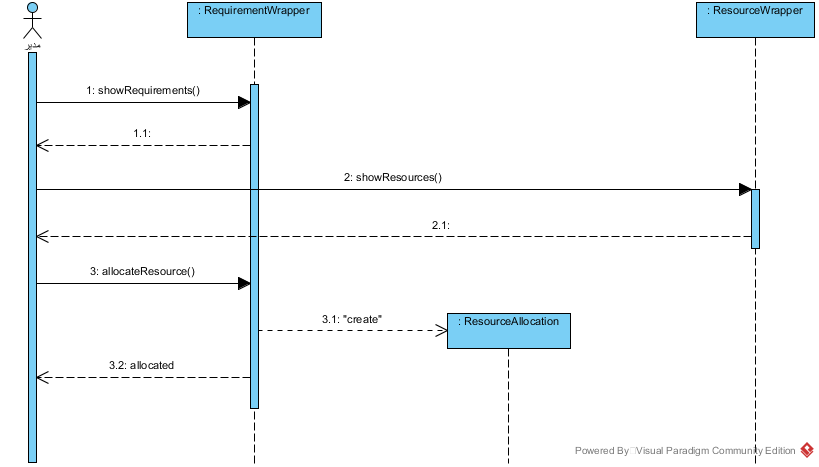 : RequirementWrapper
: ResourceWrapper
مدیر
1: showRequirements()
1.1:
2: showResources()
2.1:
3: allocateResource()
3.1: "create"
: ResourceAllocation
3.2: allocated
Powered By Visual Paradigm Community Edition